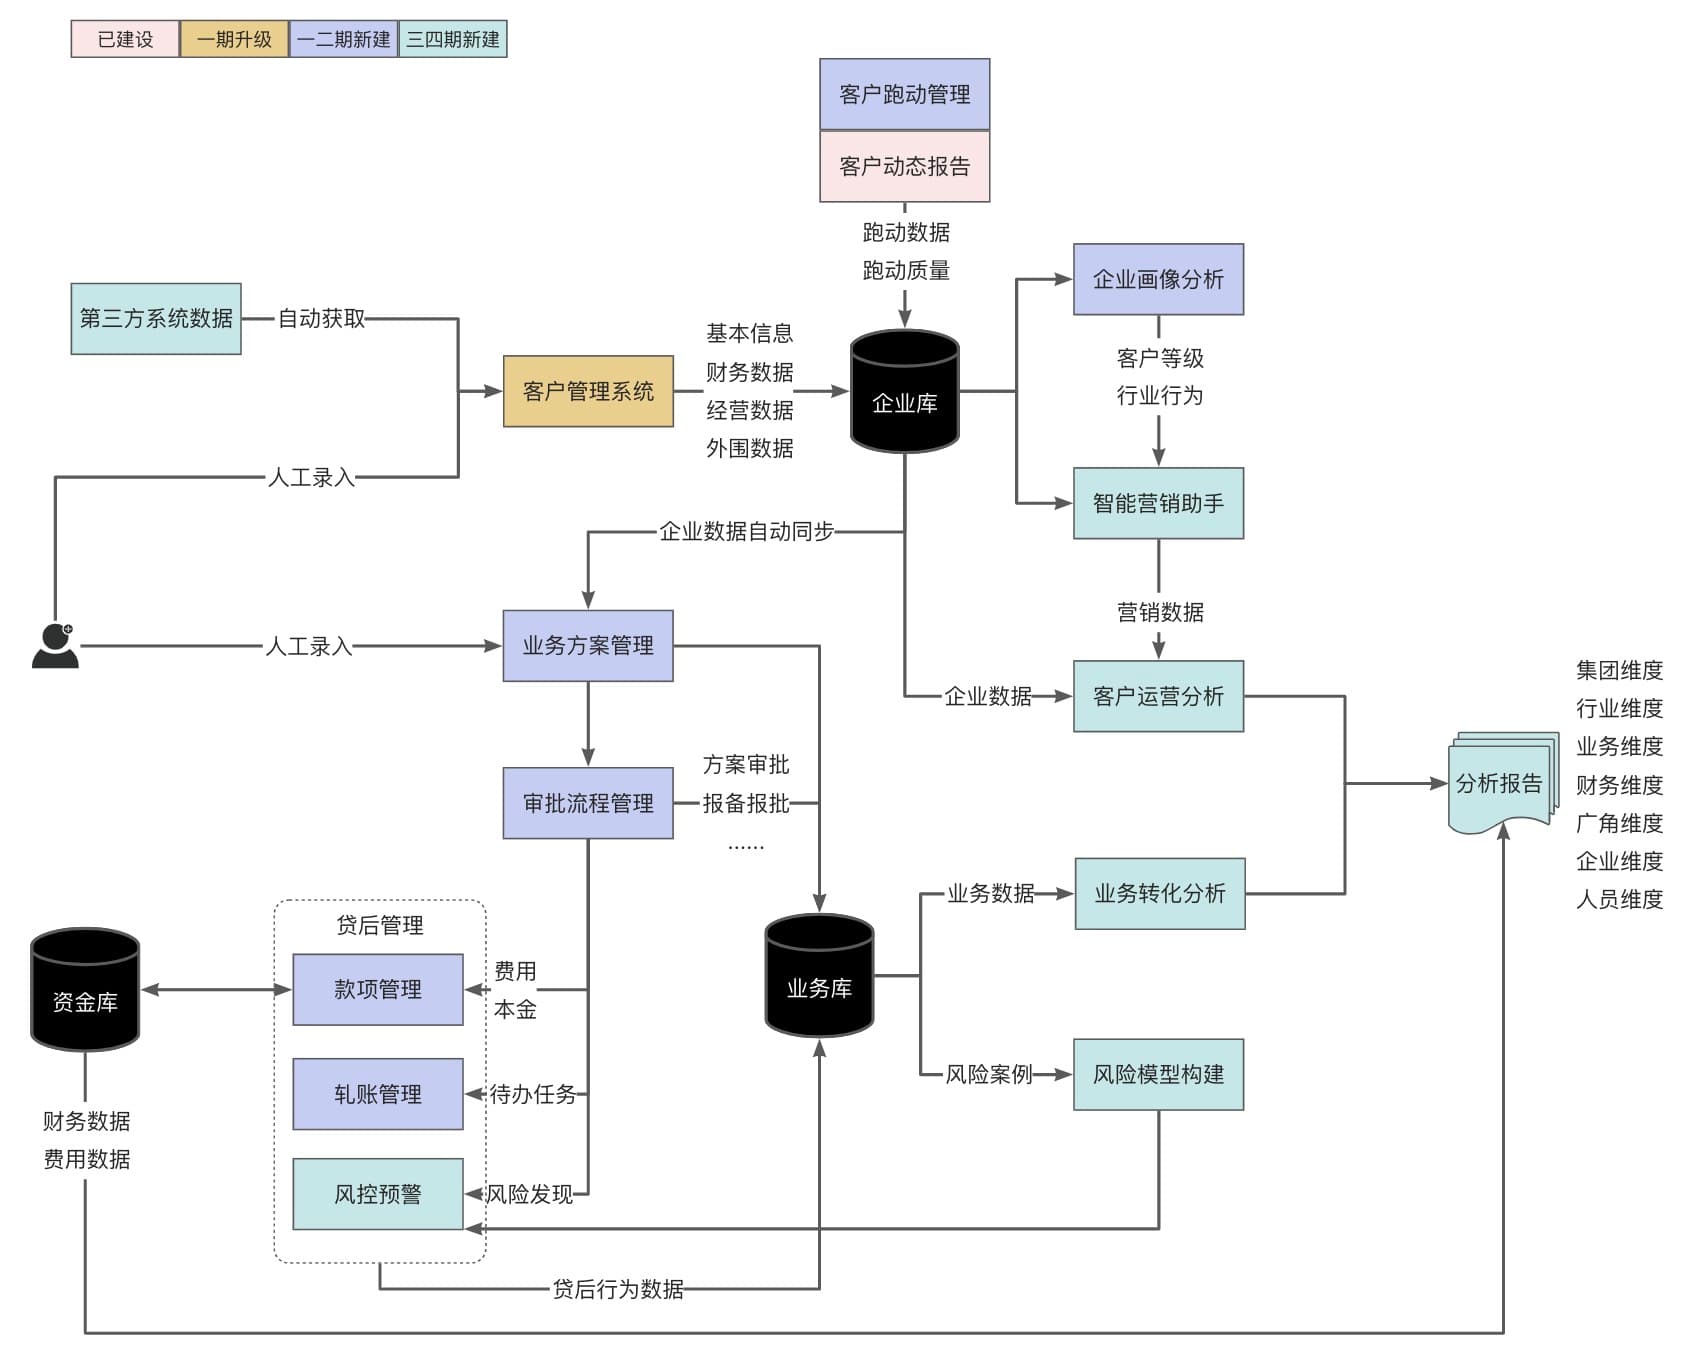 已建设
一期升级
一二期新建
三四期新建
客户跑动管理
客户动态报告
跑动数据
跑动质量
企业画像分析
第三方系统数据
自动获取
基本信息
财务数据
经营数据
外围数据
客户管理系统
企业库
客户等级
行业行为
人工录入
智能营销助手
企业数据自动同步
营销数据
人工录入
业务方案管理
企业数据
客户运营分析
集团维度
行业维度
业务维度
财务维度
广角维度
企业维度
人员维度
分析报告
审批流程管理
方案审批
报备报批
......
业务数据
业务转化分析
贷后管理
资金库
款项管理
费用
本金
业务库
轧账管理
待办任务
风险案例
风险模型构建
财务数据
费用数据
风控预警
风险发现
贷后行为数据